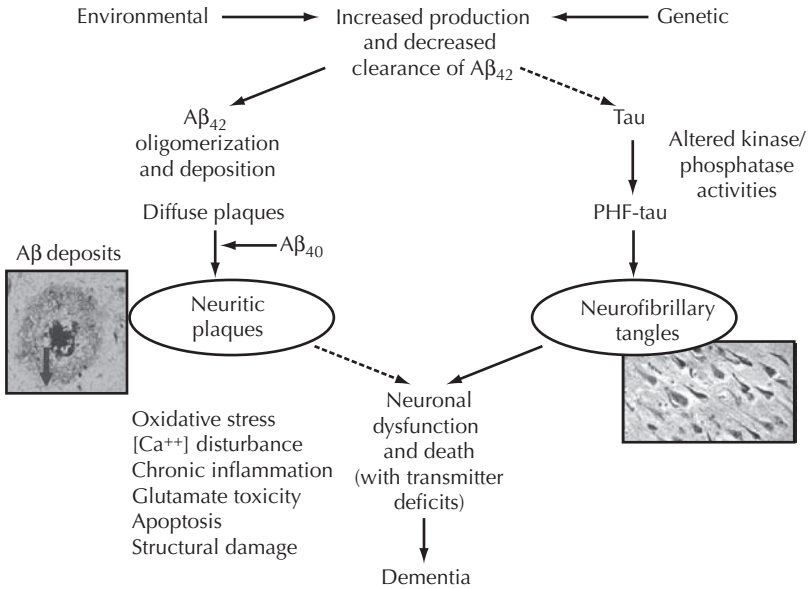 Environmental
Increased production
and decreased
clearance of Aβ₄₂
Genetic
Aβ₄₂
oligomerization
and deposition
Tau
Altered kinase/
phosphatase
activities
Diffuse plaques
PHF-tau
Aβ₄₀
Aβ deposits
Neuritic
plaques
Neurofibrillary
tangles
Neuronal
dysfunction
and death
(with transmitter
deficits)
Oxidative stress
[Ca⁺⁺] disturbance
Chronic inflammation
Glutamate toxicity
Apoptosis
Structural damage
Dementia